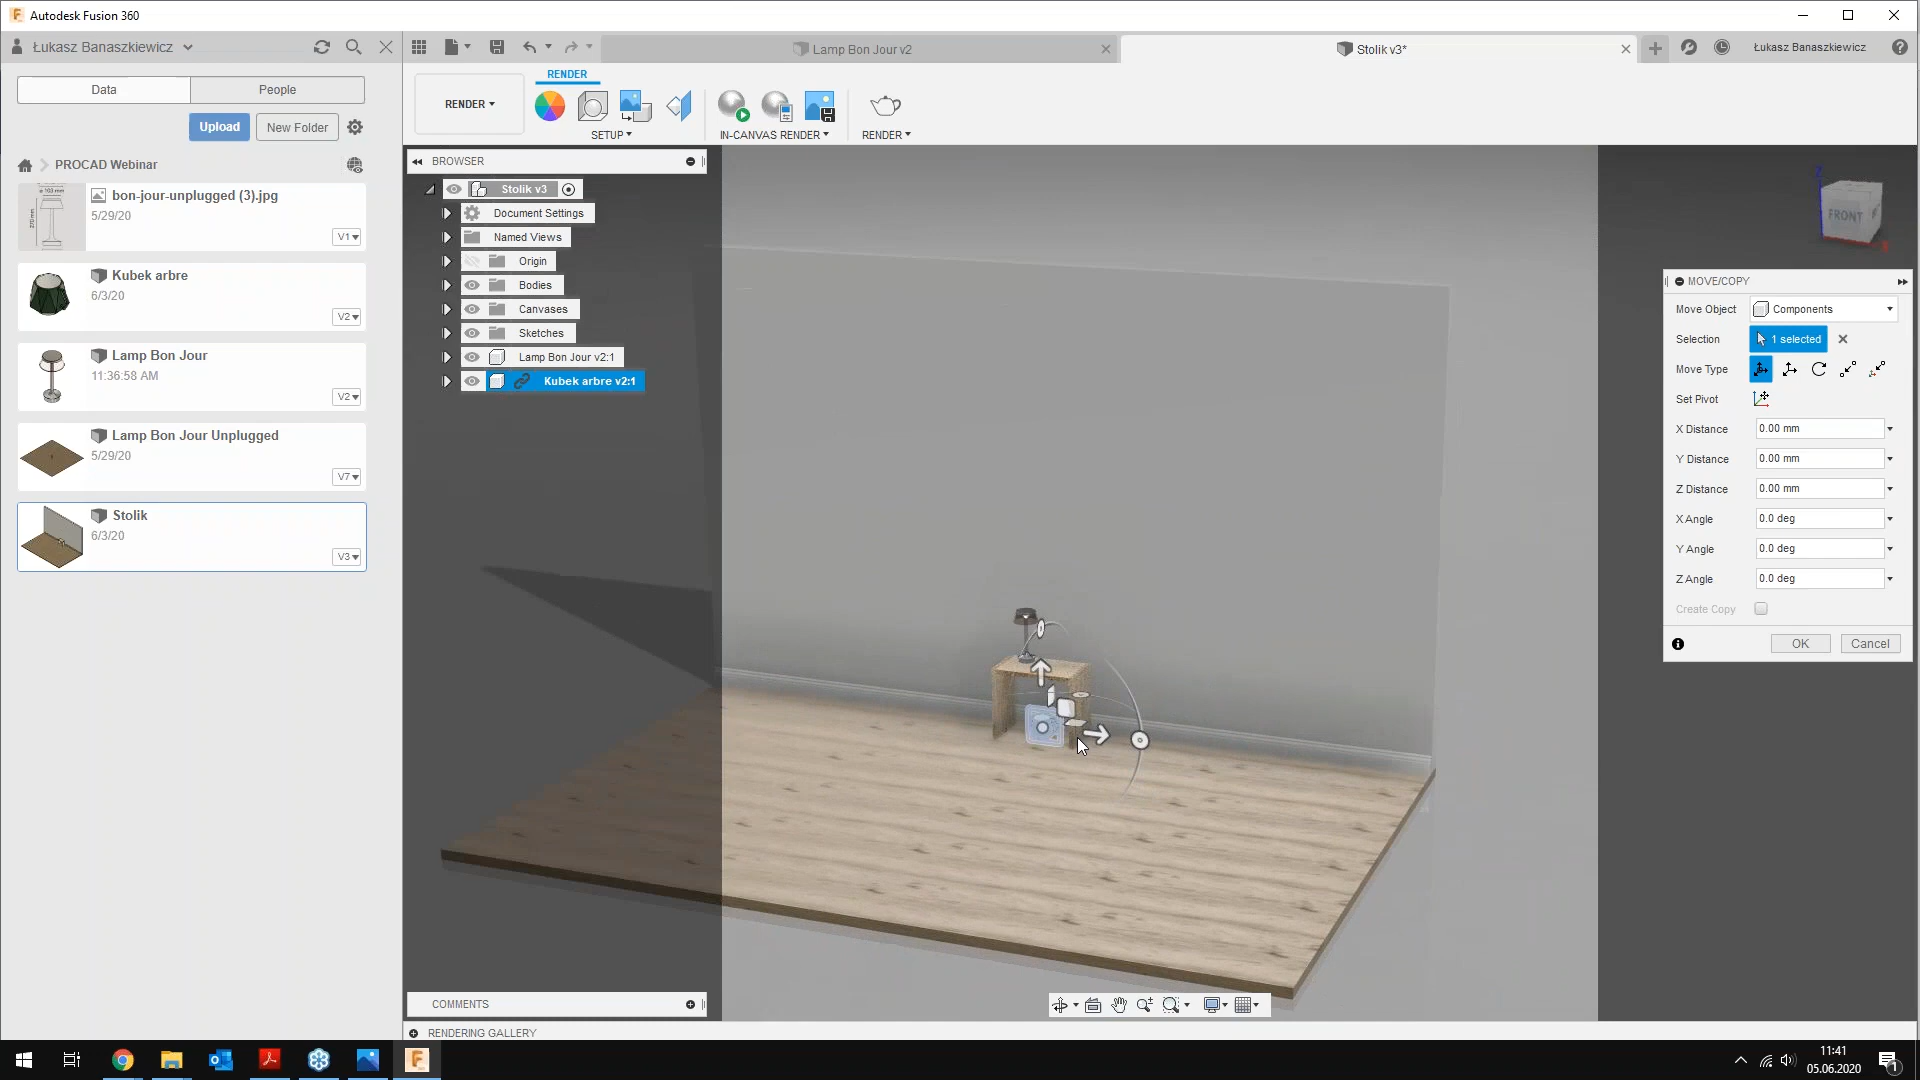 Autodesk Fusion 360
Łukasz Banaszkiewicz
Lamp Bon Jour v2
Stolik v3*
Łukasz Banaszkiewicz
Data
People
Upload
New Folder
PROCAD Webinar
bon-jour-unplugged (3).jpg
5/29/20
V1
Kubek arbre
6/3/20
V2
Lamp Bon Jour
11:36:58 AM
V2
Lamp Bon Jour Unplugged
5/29/20
V7
Stolik
6/3/20
V3
RENDER
RENDER
SETUP
IN-CANVAS RENDER
RENDER
BROWSER
Stolik v3
Document Settings
Named Views
Origin
Bodies
Canvases
Sketches
Lamp Bon Jour v2:1
Kubek arbre v2:1
Z
FRONT
X
MOVE/COPY
Move Object
Components
Selection
1 selected
Move Type
Set Pivot
X Distance
0.00 mm
Y Distance
0.00 mm
Z Distance
0.00 mm
X Angle
0.0 deg
Y Angle
0.0 deg
Z Angle
0.0 deg
Create Copy
OK
Cancel
COMMENTS
RENDERING GALLERY
11:41
05.06.2020
1